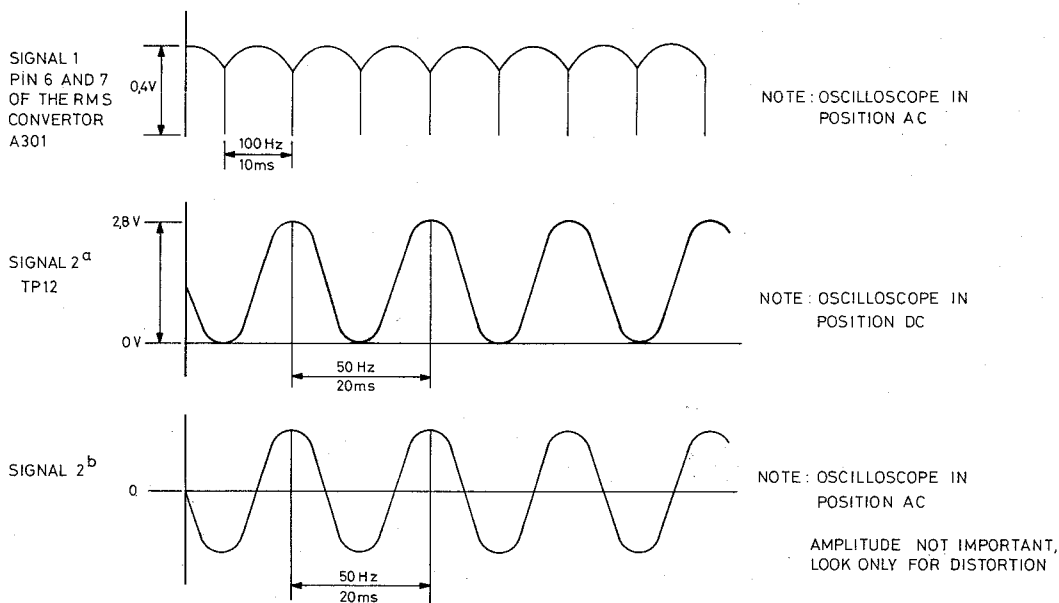 SIGNAL 1
PIN 6 AND 7
OF THE RMS
CONVERTOR
A301
0,4V
100 Hz
10ms
NOTE: OSCILLOSCOPE IN
POSITION AC
2,8 V
SIGNAL 2a
TP12
0V
50 Hz
20ms
NOTE: OSCILLOSCOPE IN
POSITION DC
SIGNAL 2b
0
50 Hz
20ms
NOTE: OSCILLOSCOPE IN
POSITION AC
AMPLITUDE NOT IMPORTANT,
LOOK ONLY FOR DISTORTION